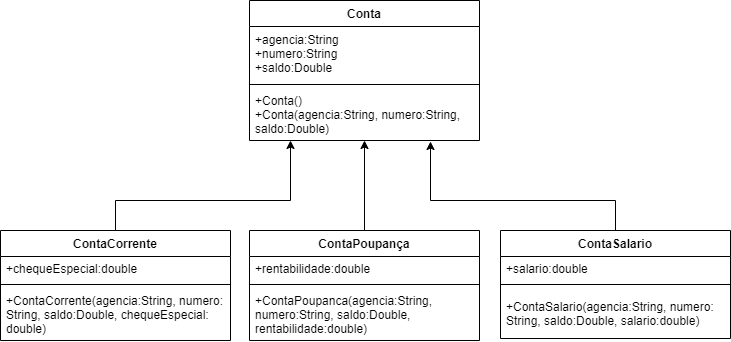 Conta
+agencia:String
+numero:String
+saldo:Double
+Conta()
+Conta(agencia:String, numero:String,
saldo:Double)
ContaCorrente
+chequeEspecial:double
+ContaCorrente(agencia:String, numero:
String, saldo:Double, chequeEspecial:
double)
ContaPoupança
+rentabilidade:double
+ContaPoupanca(agencia:String,
numero:String, saldo:Double,
rentabilidade:double)
ContaSalario
+salario:double
+ContaSalario(agencia:String, numero:
String, saldo:Double, salario:double)